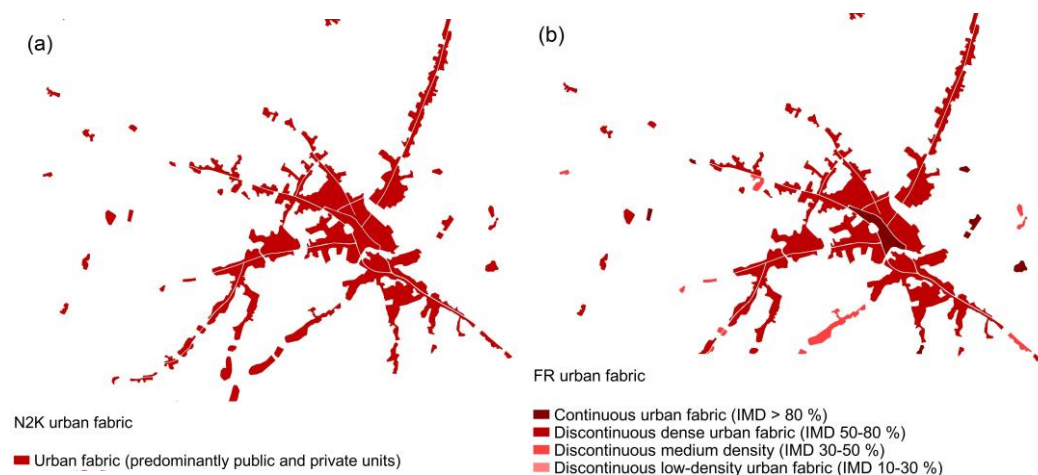 (a)
(b)
N2K urban fabric
Urban fabric (predominantly public and private units)
FR urban fabric
Continuous urban fabric (IMD > 80 %)
Discontinuous dense urban fabric (IMD 50-80 %)
Discontinuous medium density (IMD 30-50 %)
Discontinuous low-density urban fabric (IMD 10-30 %)